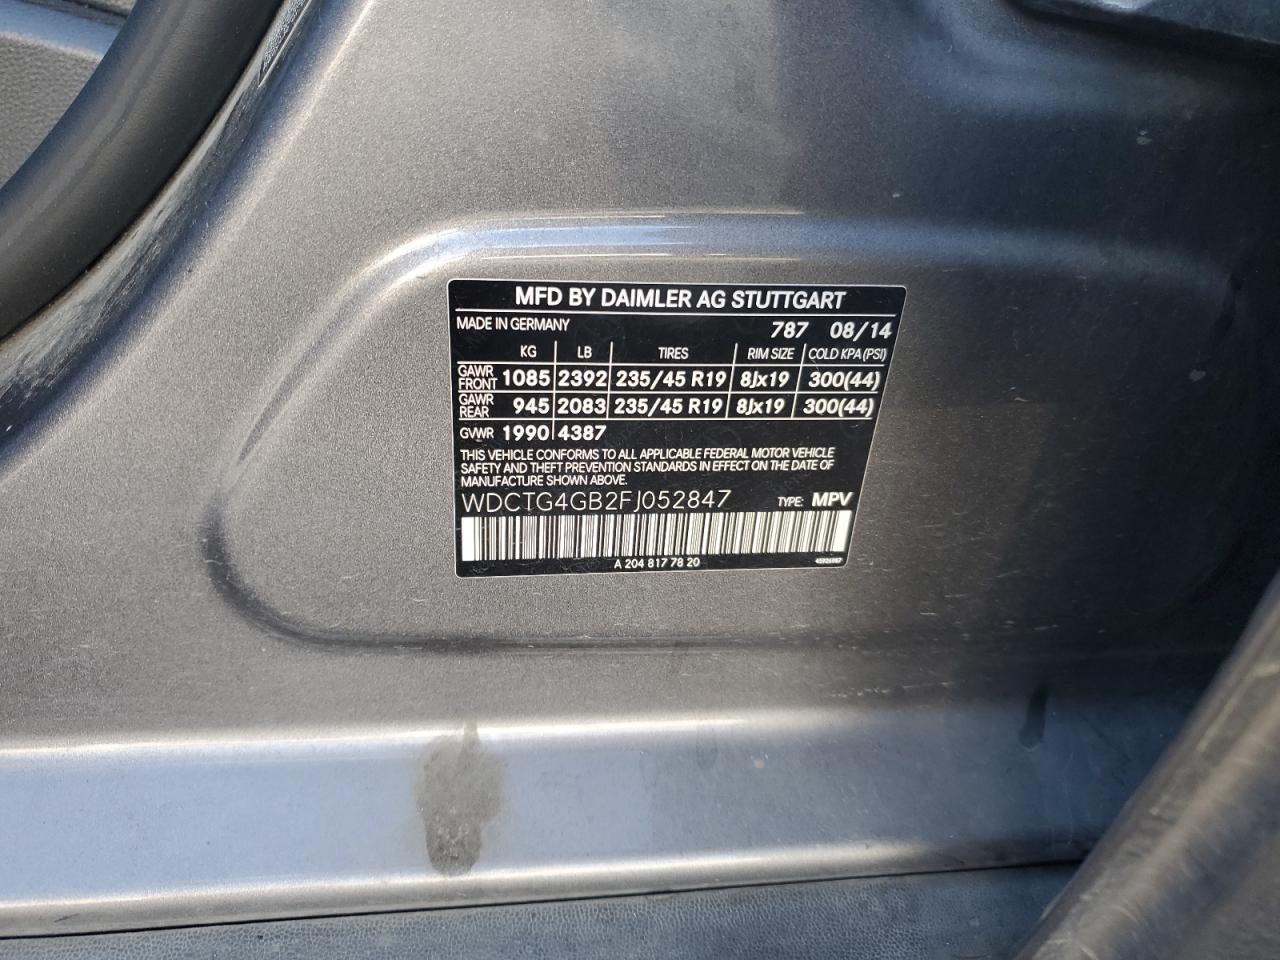 MFD BY DAIMLER AG STUTTGART
MADE IN GERMANY 787 08/14
KG LB TIRES RIM SIZE COLD KPA (PSI)
GAWR FRONT 1085 2392 235/45 R19 8Jx19 300(44)
GAWR REAR 945 2083 235/45 R19 8Jx19 300(44)
GVWR 1990 4387
THIS VEHICLE CONFORMS TO ALL APPLICABLE FEDERAL MOTOR VEHICLE
SAFETY AND THEFT PREVENTION STANDARDS IN EFFECT ON THE DATE OF
MANUFACTURE SHOWN ABOVE.
WDCTG4GB2FJ052847 TYPE: MPV
A 204 817 78 20